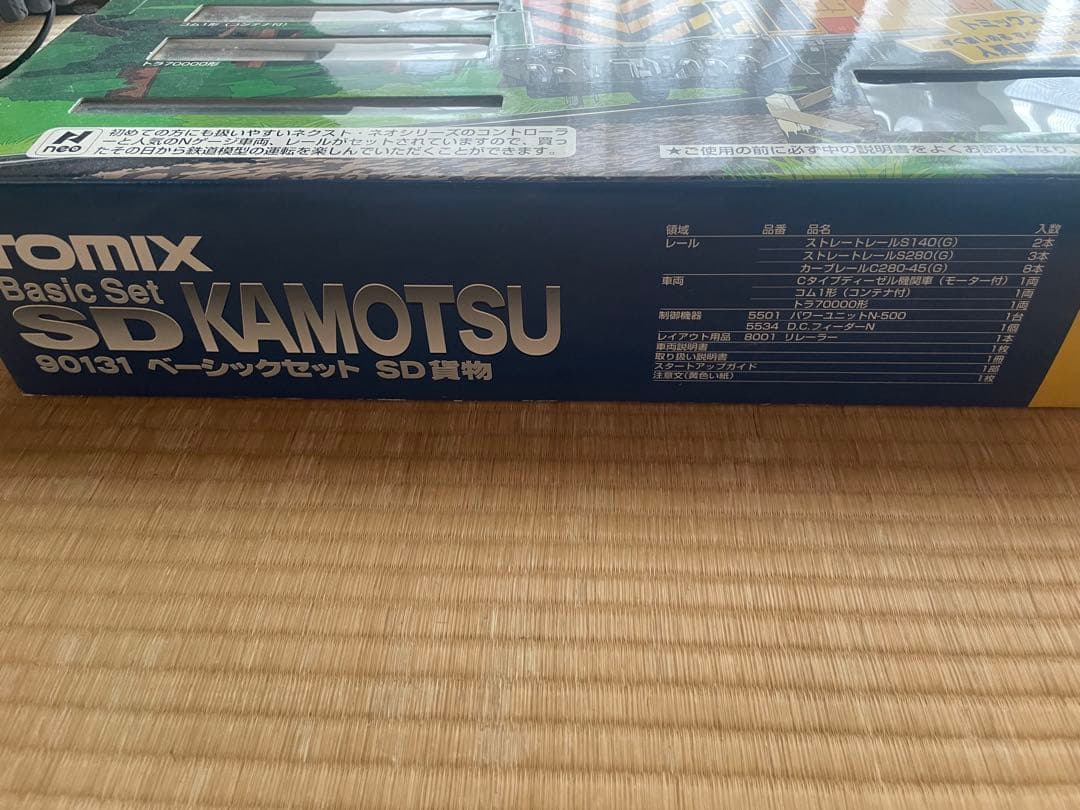 コム1形(コンテナ付)
トラ70000形
トミックス
neo
初めての方にも扱いやすいネクスト・ネオシリーズのコントローラ
ーと人気のNゲージ車両、レールがセットされていますので、買っ
たその日から鉄道模型の運転を楽しんでいただくことができます。
★ご使用の前に必ず中の説明書をよくお読みになり
TOMIX
Basic Set
SD KAMOTSU
90131 ベーシックセット SD貨物
領域 品番 品名 入数
レール ストレートレールS140(G) 2本
ストレートレールS280(G) 3本
カーブレールC280-45(G) 8本
車両 Cタイプディーゼル機関車(モーター付) 1両
コム1形(コンテナ付) 1両
トラ70000形 1両
制御機器 5501 パワーユニットN-500 1台
5534 D.C.フィーダーN 1個
レイアウト用品 8001 リレーラー 1本
車両説明書 1枚
取り扱い説明書 1冊
スタートアップガイド 1部
注意文(黄色い紙) 1枚